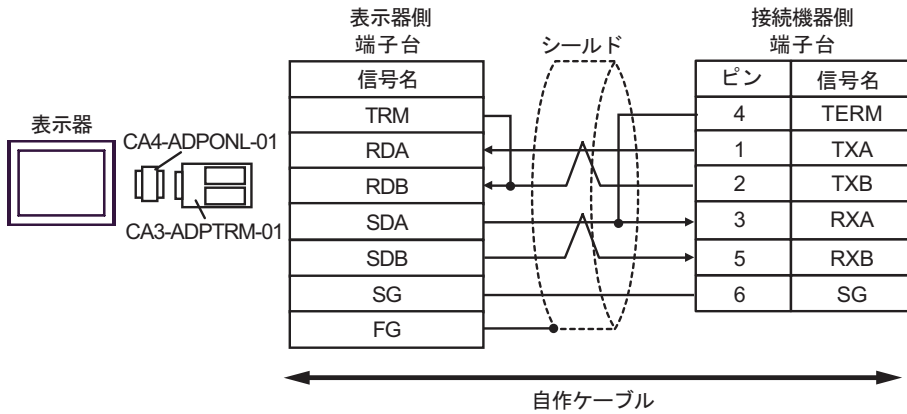 表示器側
端子台
シールド
接続機器側
端子台
表示器
CA4-ADPONL-01
CA3-ADPTRM-01
信号名
TRM
RDA
RDB
SDA
SDB
SG
FG
ピン 信号名
4 TERM
1 TXA
2 TXB
3 RXA
5 RXB
6 SG
自作ケーブル